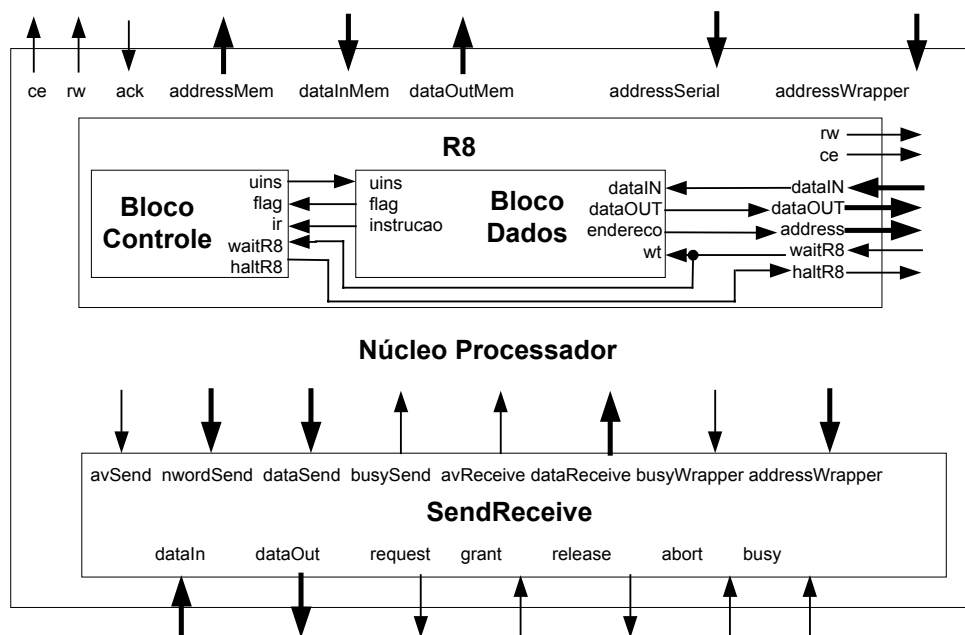 ce rw ack addressMem dataInMem dataOutMem addressSerial addressWrapper
R8
rw
ce
dataIN
dataOUT
address
waitR8
haltR8
Bloco
Controle
uins
flag
ir
waitR8
haltR8
uins
flag
instrucao
Bloco
Dados
dataIN
dataOUT
endereco
wt
Núcleo Processador
avSend nwordSend dataSend busySend avReceive dataReceive busyWrapper addressWrapper
SendReceive
dataIn dataOut request grant release abort busy